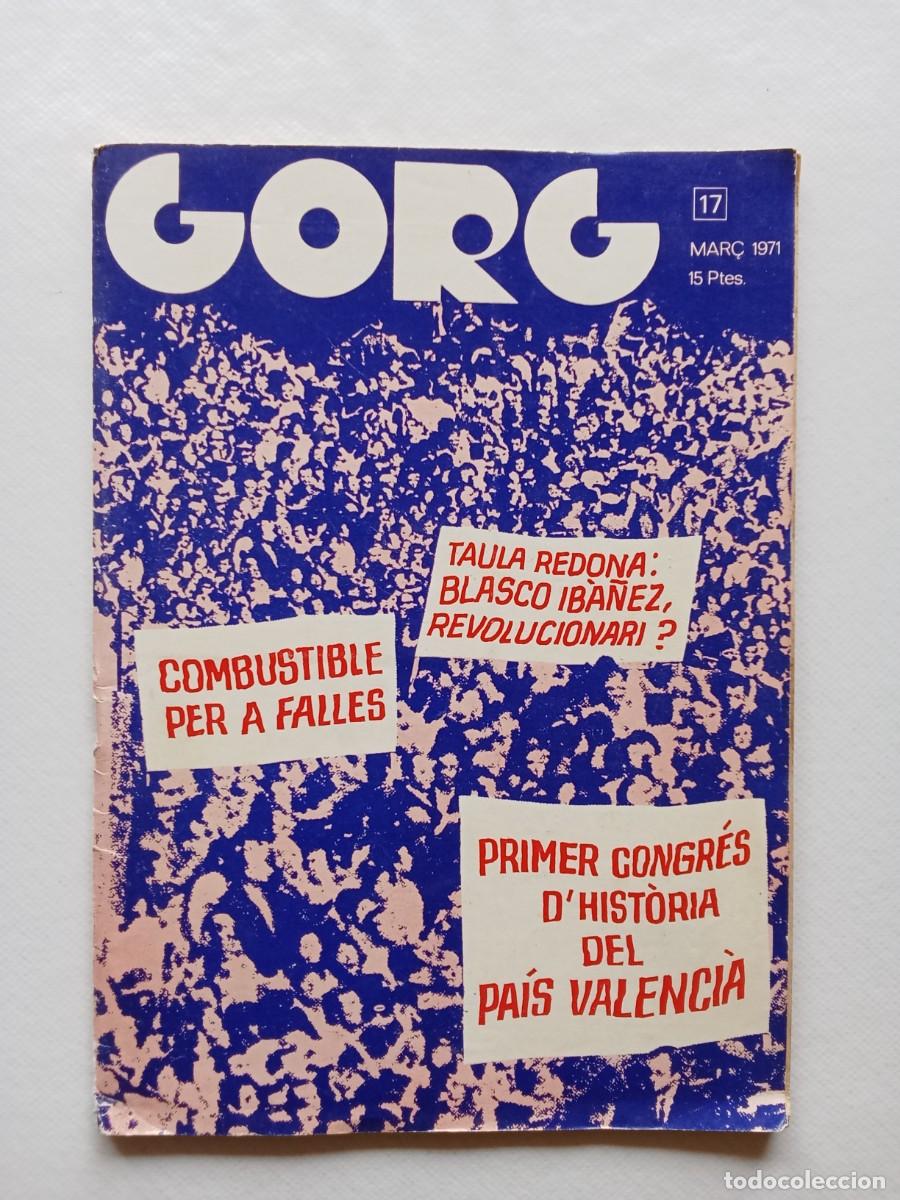 GORG
17
MARÇ 1971
15 Ptes.
TAULA REDONA:
BLASCO IBÀÑEZ,
REVOLUCIONARI ?
COMBUSTIBLE
PER A FALLES
PRIMER CONGRÉS
D'HISTÒRIA
DEL
PAÍS VALENCIÀ
todocoleccion